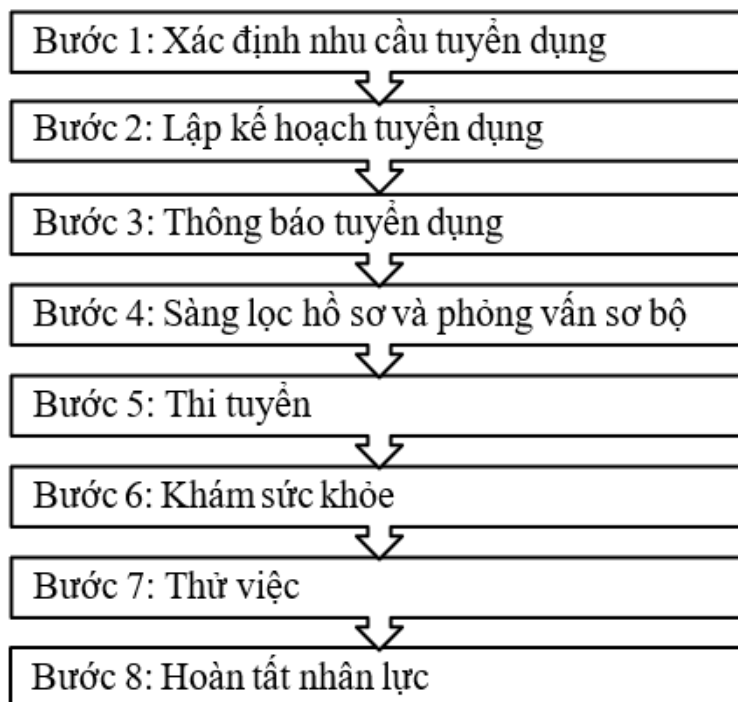 Bước 1: Xác định nhu cầu tuyển dụng
Bước 2: Lập kế hoạch tuyển dụng
Bước 3: Thông báo tuyển dụng
Bước 4: Sàng lọc hồ sơ và phỏng vấn sơ bộ
Bước 5: Thi tuyển
Bước 6: Khám sức khỏe
Bước 7: Thử việc
Bước 8: Hoàn tất nhân lực